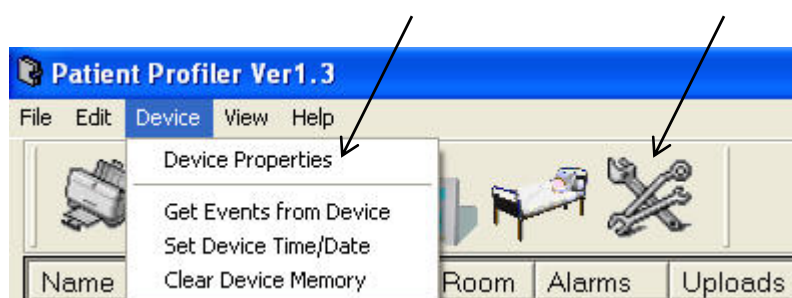 Patient Profiler Ver1.3
File Edit Device View Help
Device Properties
Get Events from Device
Set Device Time/Date
Clear Device Memory
Name Room Alarms Uploads